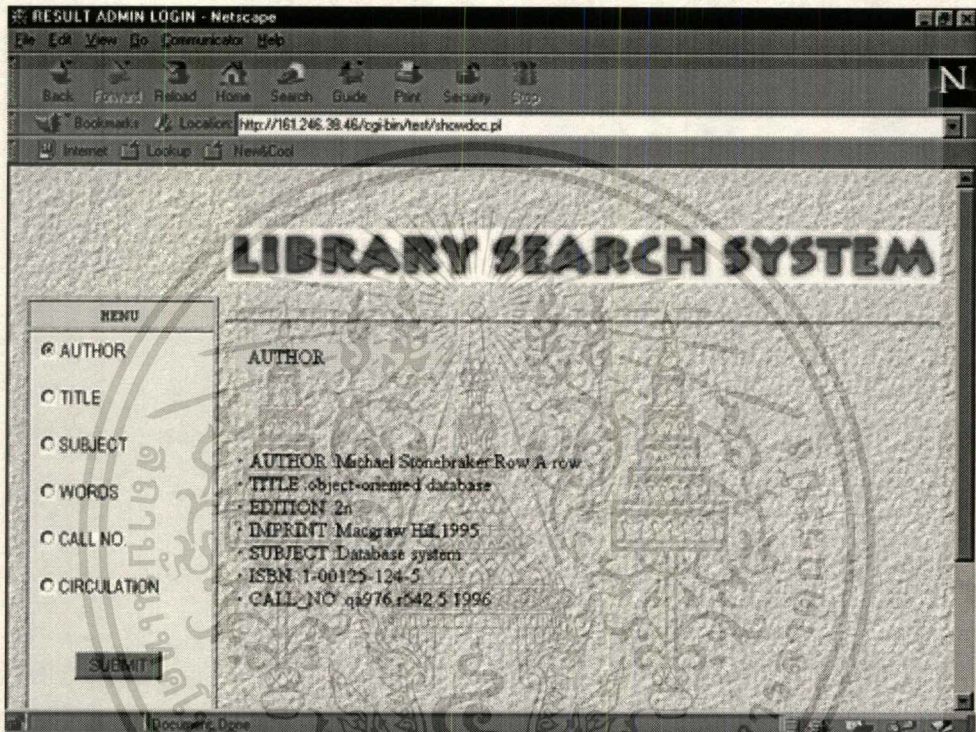 RESULT ADMIN LOGIN - Netscape
File Edit View Go Communicator Help
Back Forward Reload Home Search Guide Print Security Stop
N
Bookmarks Location: http://161.246.38.46/cgi-bin/test/showdoc.pl
Internet Lookup New&Cool
LIBRARY SEARCH SYSTEM
MENU
AUTHOR
TITLE
SUBJECT
WORDS
CALL NO.
CIRCULATION
SUBMIT
AUTHOR
· AUTHOR :Michael Stonebraker:Row A row
· TITLE :object-oriented database
· EDITION 2n
· IMPRINT :Macgraw Hill,1995
· SUBJECT :Database system
· ISBN 1-00125-124-5
· CALL_NO qa976.r542.5 1996
Document: Done